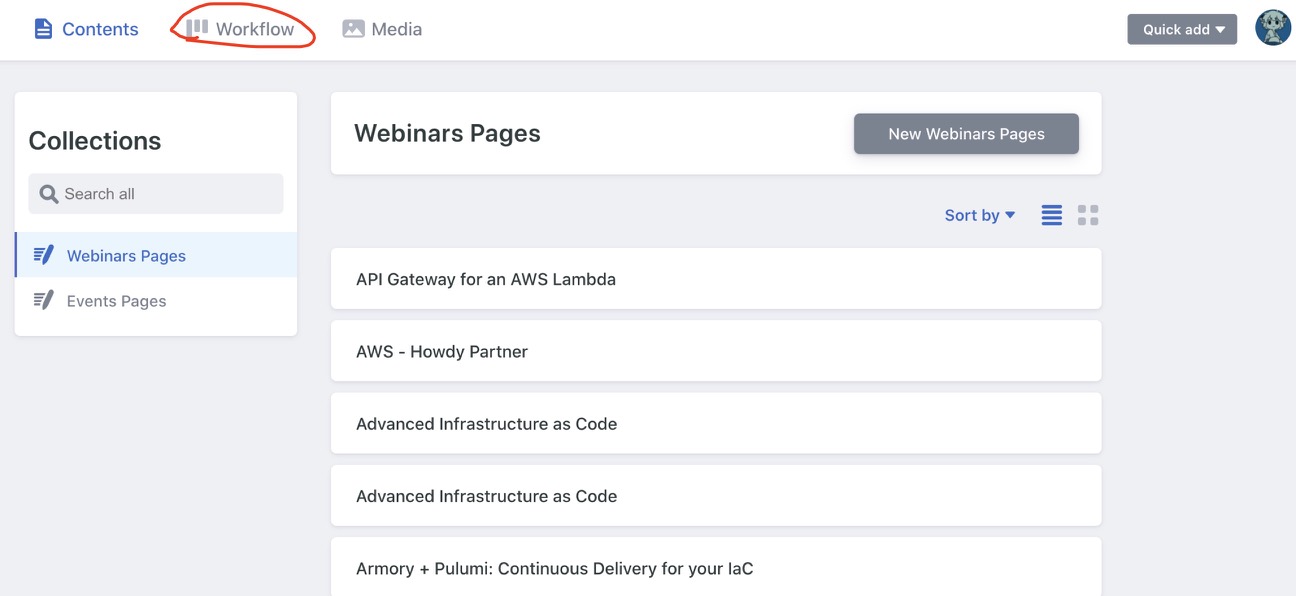 Contents Workflow Media Quick add
Collections
Search all
Webinars Pages
Events Pages
Webinars Pages New Webinars Pages
Sort by
API Gateway for an AWS Lambda
AWS - Howdy Partner
Advanced Infrastructure as Code
Advanced Infrastructure as Code
Armory + Pulumi: Continuous Delivery for your IaC